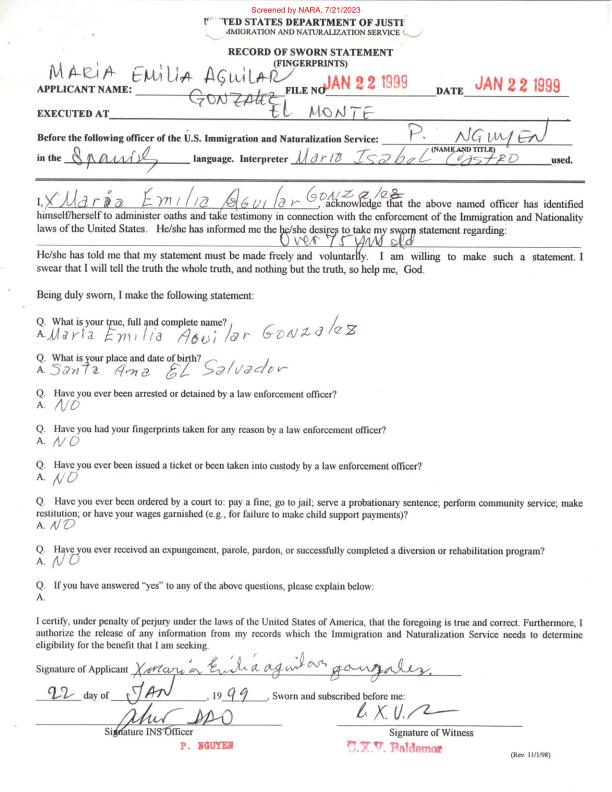 Screened by NARA, 7/21/2023
TED STATES DEPARTMENT OF JUSTI
MIGRATION AND NATURALIZATION SERVICE
RECORD OF SWORN STATEMENT
(FINGERPRINTS)
MARIA EMILIA AGUILAR
APPLICANT NAME: GONZALEZ FILE NO JAN 22 1999 DATE JAN 22 1999
EXECUTED AT EL MONTE
Before the following officer of the U.S. Immigration and Naturalization Service: P. NGUYEN
(NAME AND TITLE)
in the Spanish language. Interpreter Maria Isabel CASTRO used.
I, X Maria Emilia Aguilar GONzalez, acknowledge that the above named officer has identified
himself/herself to administer oaths and take testimony in connection with the enforcement of the Immigration and Nationality
laws of the United States. He/she has informed me the he/she desires to take my sworn statement regarding:
Over 75 years old
He/she has told me that my statement must be made freely and voluntarily. I am willing to make such a statement. I
swear that I will tell the truth the whole truth, and nothing but the truth, so help me, God.
Being duly sworn, I make the following statement:
Q. What is your true, full and complete name?
A. Maria Emilia Aguilar GONzalez
Q. What is your place and date of birth?
A. Santa Ana EL Salvador
Q. Have you ever been arrested or detained by a law enforcement officer?
A. NO
Q. Have you had your fingerprints taken for any reason by a law enforcement officer?
A. NO
Q. Have you ever been issued a ticket or been taken into custody by a law enforcement officer?
A. NO
Q. Have you ever been ordered by a court to: pay a fine; go to jail; serve a probationary sentence; perform community service; make
restitution; or have your wages garnished (e.g., for failure to make child support payments)?
A. NO
Q. Have you ever received an expungement, parole, pardon, or successfully completed a diversion or rehabilitation program?
A. NO
Q. If you have answered "yes" to any of the above questions, please explain below:
A.
I certify, under penalty of perjury under the laws of the United States of America, that the foregoing is true and correct. Furthermore, I
authorize the release of any information from my records which the Immigration and Naturalization Service needs to determine
eligibility for the benefit that I am seeking.
Signature of Applicant X maria Emilia aguilar gonzalez.
22 day of JAN, 1999, Sworn and subscribed before me:
DAO
Signature INS Officer Signature of Witness
P. NGUYEN C.X.V. Baldemor
(Rev. 11/1/98)